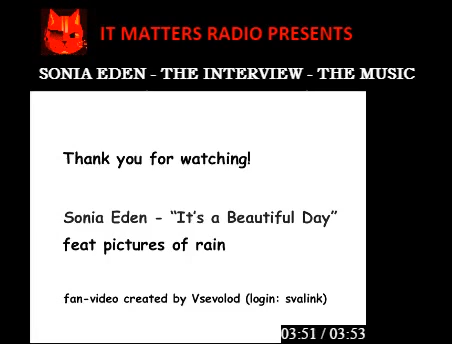 IT MATTERS RADIO PRESENTS
SONIA EDEN - THE INTERVIEW - THE MUSIC
Thank you for watching!
Sonia Eden - “It’s a Beautiful Day”
feat pictures of rain
fan-video created by Vsevolod (login: svalink)
03:51 / 03:53